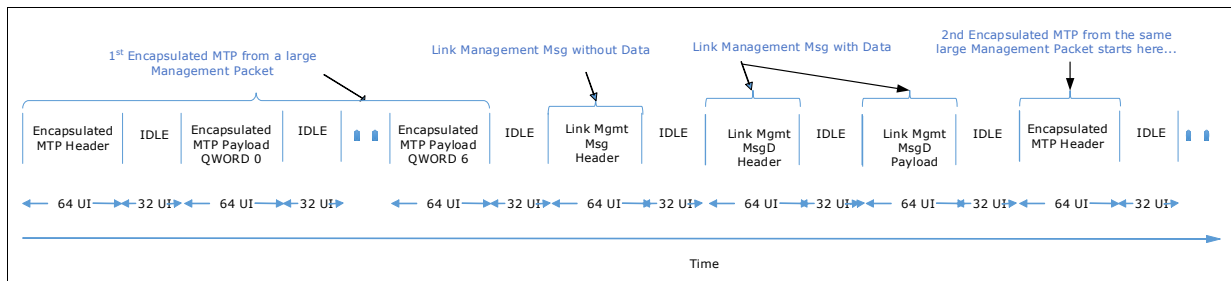 1st Encapsulated MTP from a large
Management Packet
Link Management Msg without Data
Link Management Msg with Data
2nd Encapsulated MTP from the same
large Management Packet starts here...
Encapsulated
MTP Header
IDLE
Encapsulated
MTP Payload
QWORD 0
IDLE
Encapsulated
MTP Payload
QWORD 6
IDLE
Link Mgmt
Msg
Header
IDLE
Link Mgmt
MsgD
Header
IDLE
Link Mgmt
MsgD
Payload
IDLE
Encapsulated
MTP Header
IDLE
64 UI
32 UI
64 UI
32 UI
64 UI
32 UI
64 UI
32 UI
64 UI
32 UI
64 UI
32 UI
64 UI
32 UI
Time